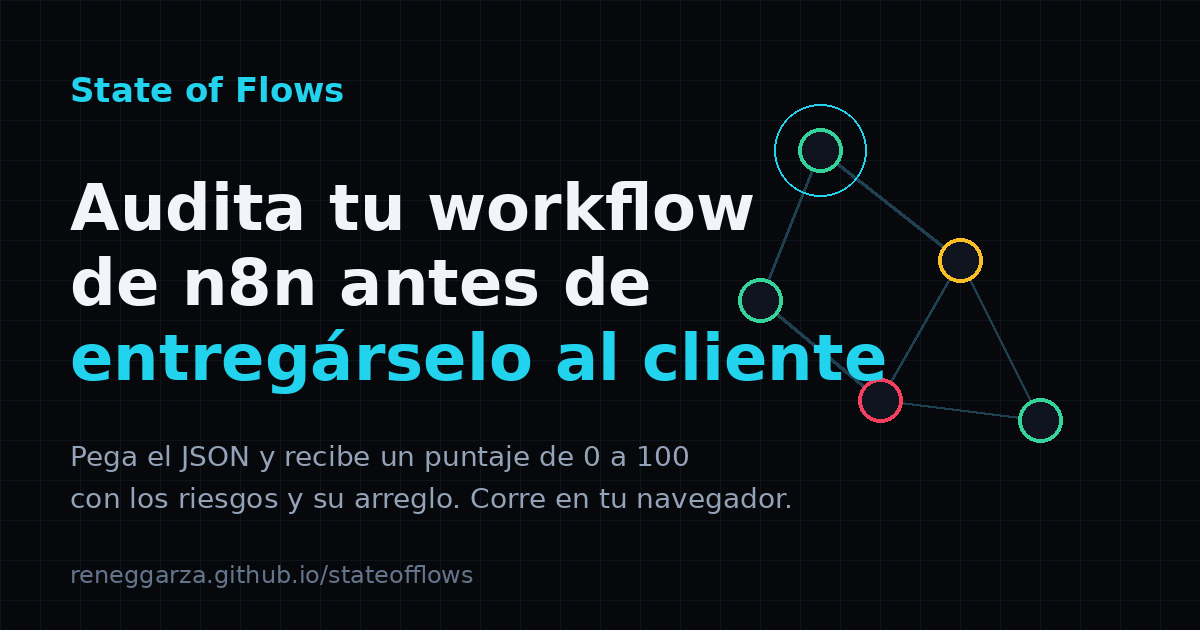 State of Flows
Audita tu workflow
de n8n antes de
entregárselo al cliente
Pega el JSON y recibe un puntaje de 0 a 100
con los riesgos y su arreglo. Corre en tu navegador.
reneggarza.github.io/stateofflows